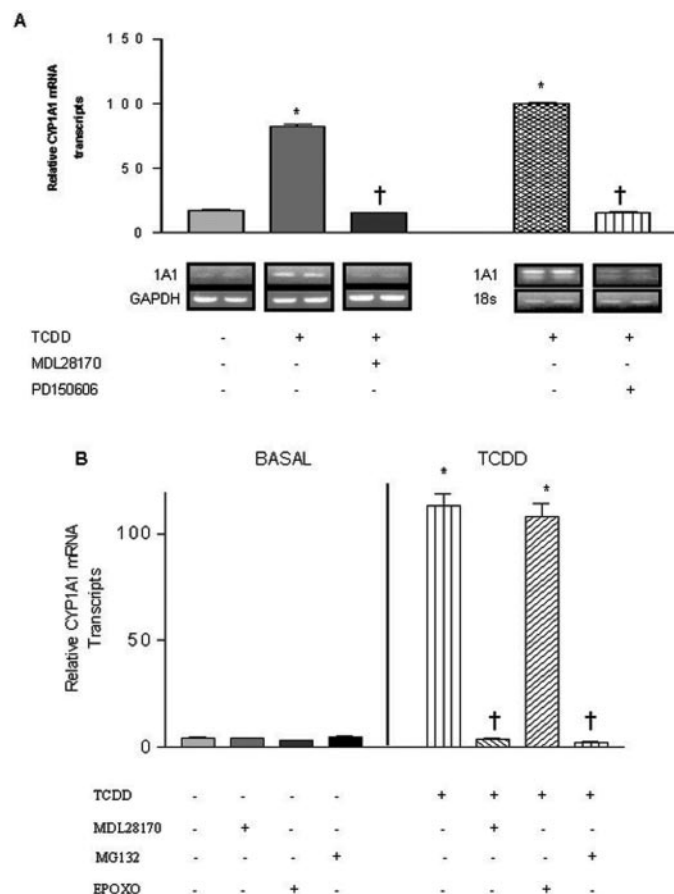 A
Relative CYP1A1 mRNA
transcripts
150
100
50
0
*
†
*
†
1A1
GAPDH
1A1
18s
TCDD - + + + +
MDL28170 - - + - -
PD150606 - - - - +
B
BASAL
TCDD
Relative CYP1A1 mRNA
Transcripts
100
50
0
*
†
*
†
TCDD - - - - + + + +
MDL28170 - + - - - + - -
MG132 - - - + - - - +
EPOXO - - + - - - + -